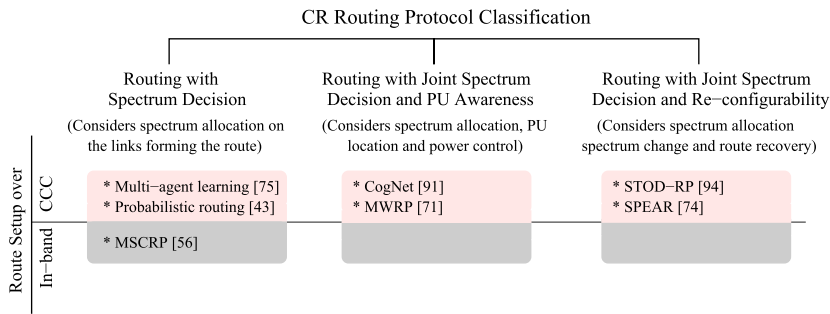 CR Routing Protocol Classification
Routing with
Spectrum Decision
(Considers spectrum allocation on
the links forming the route)
Routing with Joint Spectrum
Decision and PU Awareness
(Considers spectrum allocation, PU
location and power control)
Routing with Joint Spectrum
Decision and Re−configurability
(Considers spectrum allocation
spectrum change and route recovery)
Route Setup over
CCC
* Multi−agent learning [75]
* Probabilistic routing [43]
* CogNet [91]
* MWRP [71]
* STOD−RP [94]
* SPEAR [74]
In−band
* MSCRP [56]